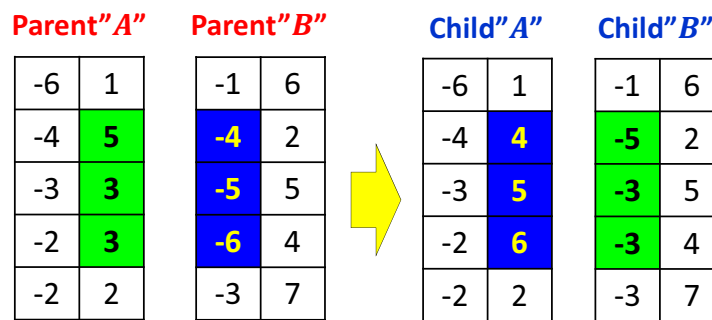 Parent"A" Parent"B" Child"A" Child"B"
-6 1 -1 6 -6 1 -1 6
-4 5 -4 2 -4 4 -5 2
-3 3 -5 5 -3 5 -3 5
-2 3 -6 4 -2 6 -3 4
-2 2 -3 7 -2 2 -3 7